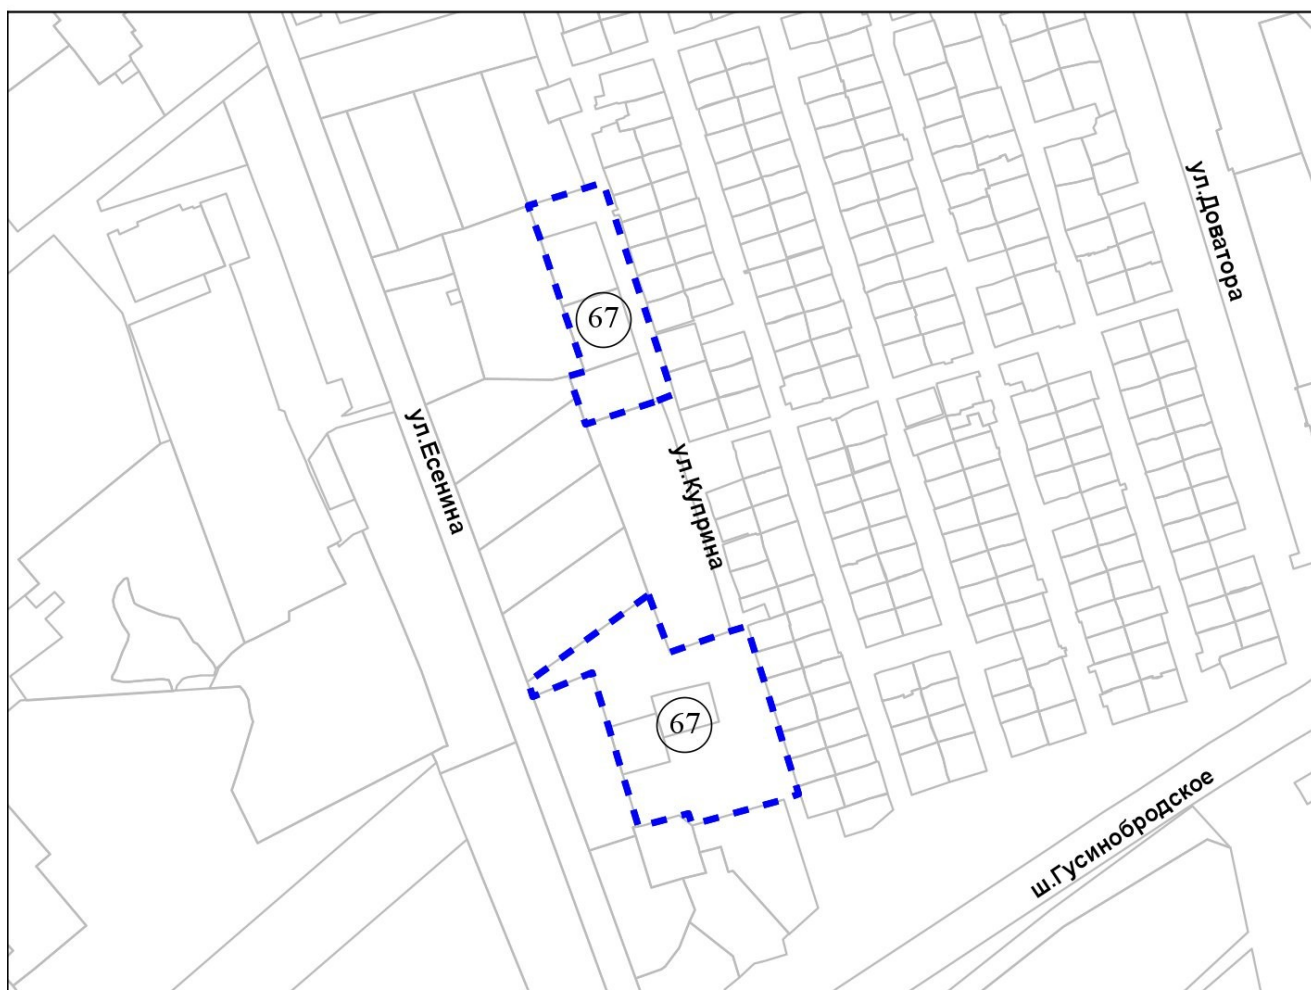 ул.Доватора
67
ул.Есенина
ул.Куприна
67
ш.Гусинобродское